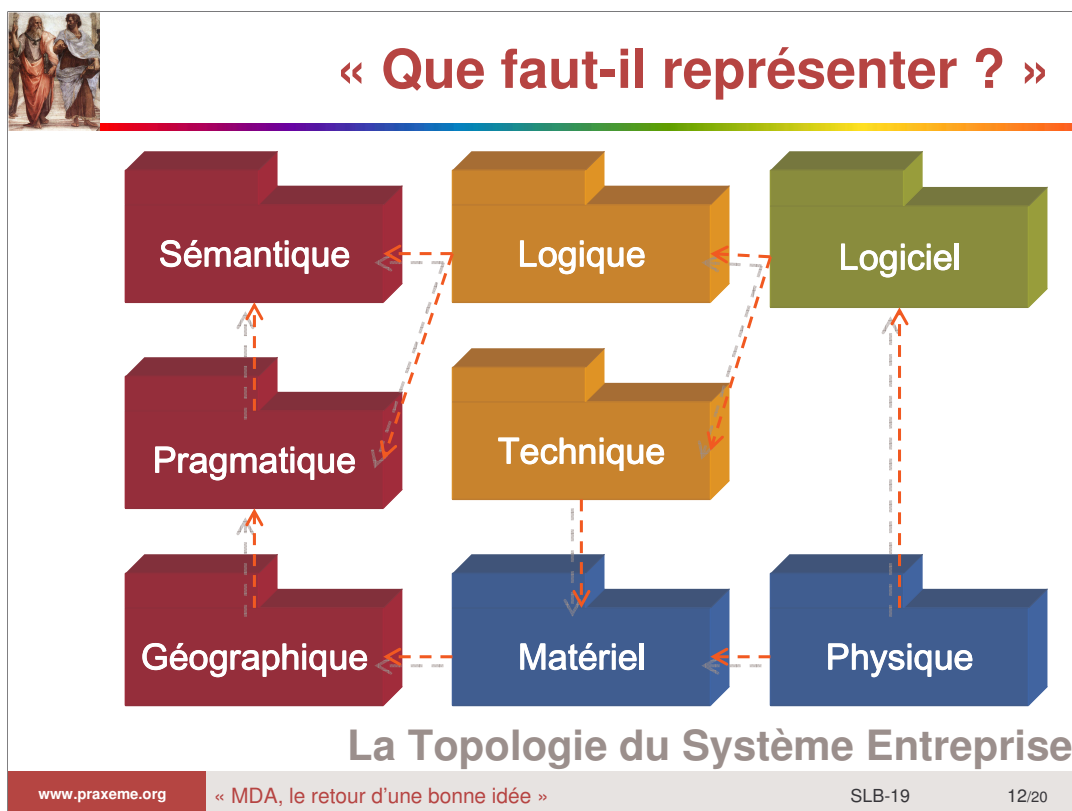 « Que faut-il représenter ? »
Sémantique
Logique
Logiciel
Pragmatique
Technique
Géographique
Matériel
Physique
La Topologie du Système Entreprise
www.praxeme.org
« MDA, le retour d'une bonne idée »
SLB-19
12/20